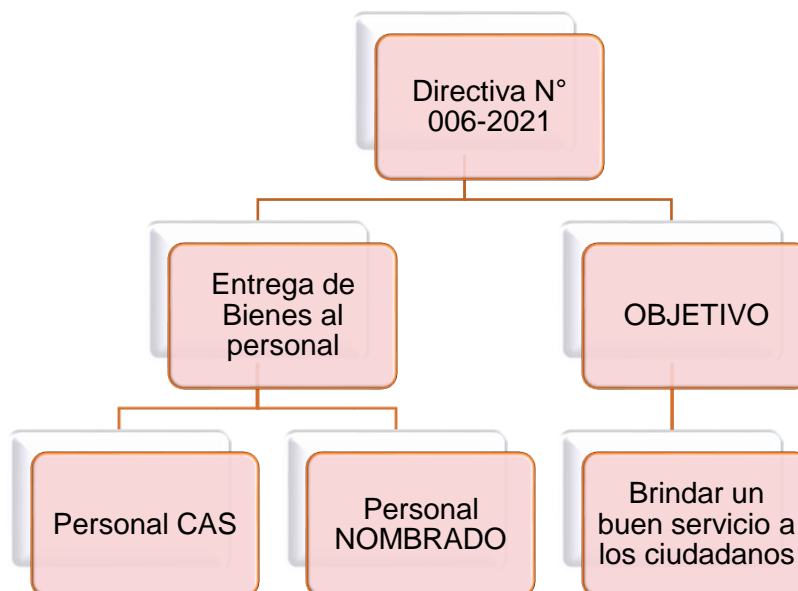 Directiva N°
006-2021
Entrega de
Bienes al
personal
OBJETIVO
Personal CAS
Personal
NOMBRADO
Brindar un
buen servicio a
los ciudadanos